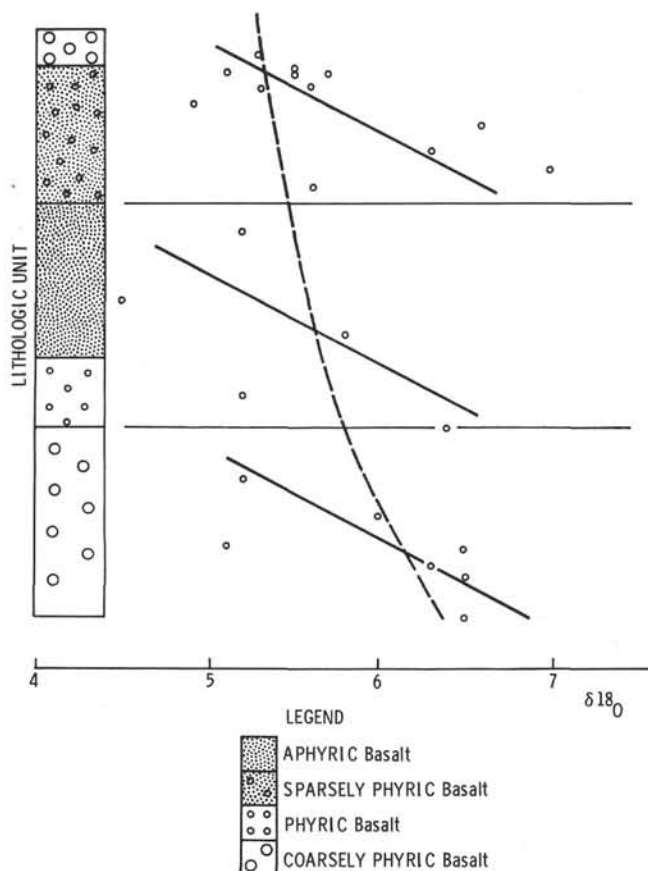 LITHOLOGIC UNIT
4 5 6 7
δ18O
LEGEND
APHYRIC Basalt
SPARSELY PHYRIC Basalt
PHYRIC Basalt
COARSELY PHYRIC Basalt